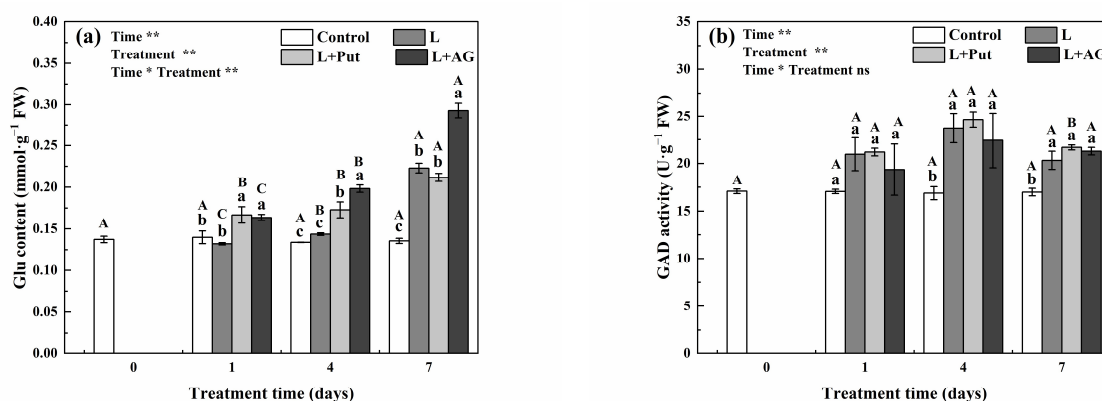 (a)
Time **
Treatment **
Time * Treatment **
Control
L
L+Put
L+AG
Glu content (mmol·g⁻¹ FW)
0.40
0.35
0.30
0.25
0.20
0.15
0.10
0.05
0.00
A
A
b
C
b
B
a
C
a
A
c
B
c
B
b
B
a
A
c
A
b
A
b
A
a
0
1
4
7
Treatment time (days)
(b)
Time **
Treatment **
Time * Treatment ns
Control
L
L+Put
L+AG
GAD activity (U·g⁻¹ FW)
35
30
25
20
15
10
5
0
A
A
a
A
a
A
a
A
a
A
b
A
a
A
a
A
a
A
b
A
a
B
a
A
a
0
1
4
7
Treatment time (days)